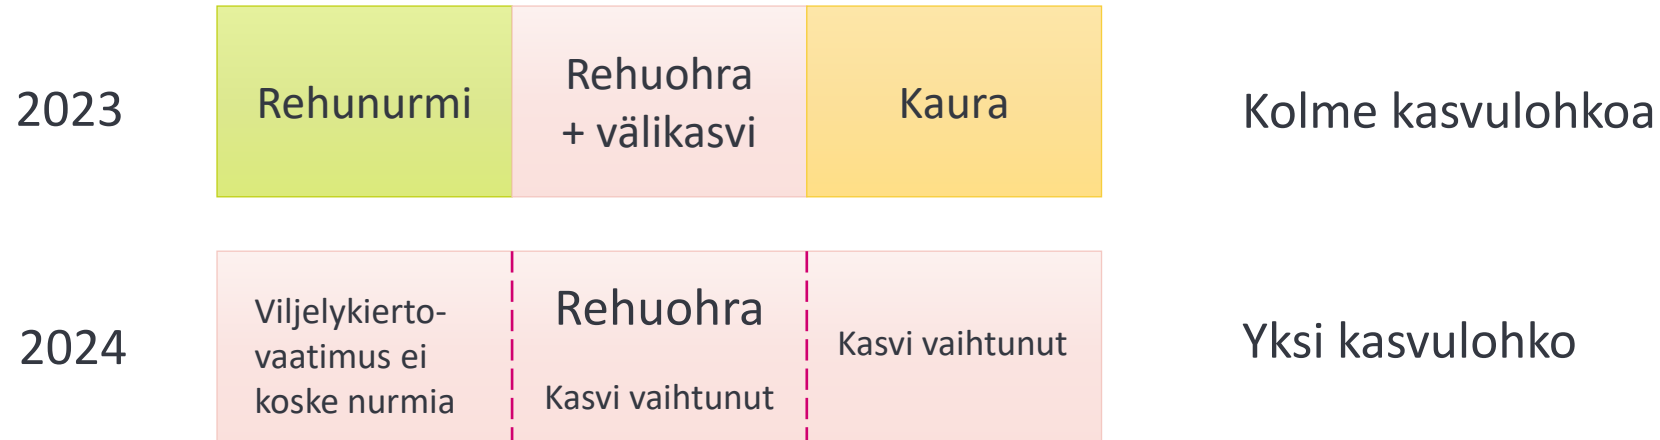 2023
Rehunurmi
Rehuohra
+ välikasvi
Kaura
Kolme kasvulohkoa
2024
Viljelykierto-
vaatimus ei
koske nurmia
Rehuohra
Kasvi vaihtunut
Kasvi vaihtunut
Yksi kasvulohko